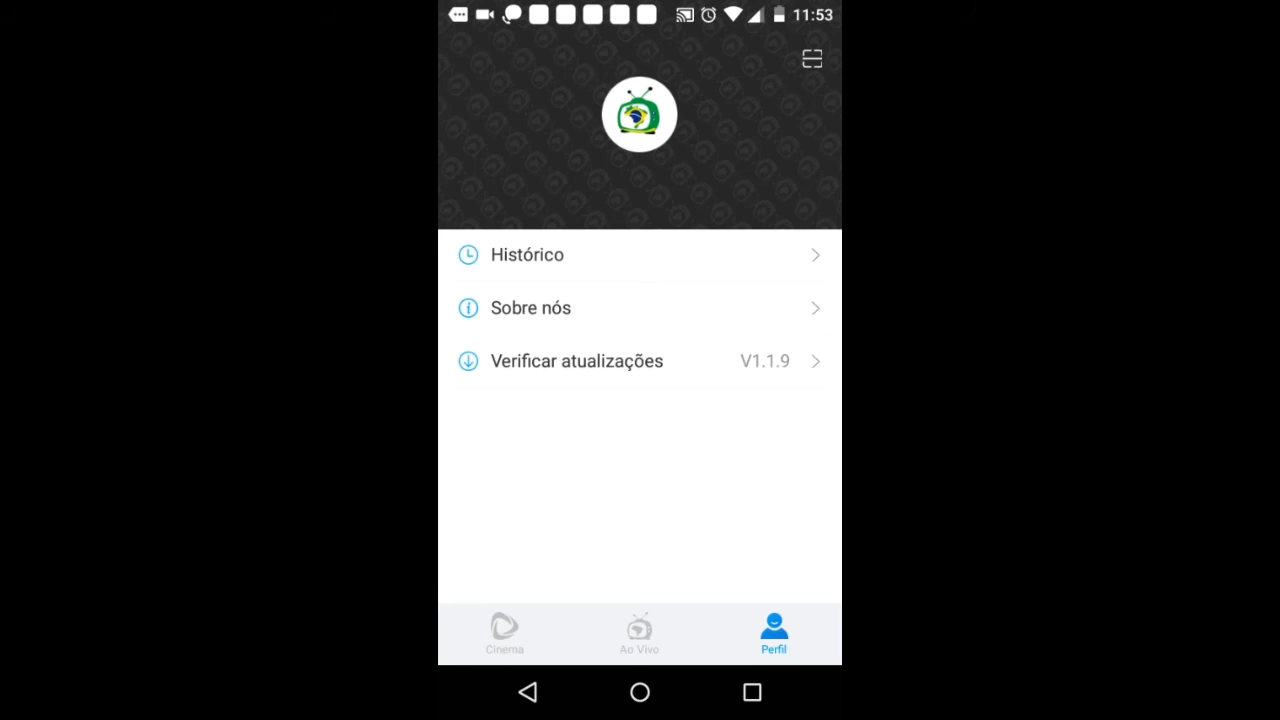 11:53
Histórico
Sobre nós
Verificar atualizações V1.1.9
Cinema
Ao Vivo
Perfil